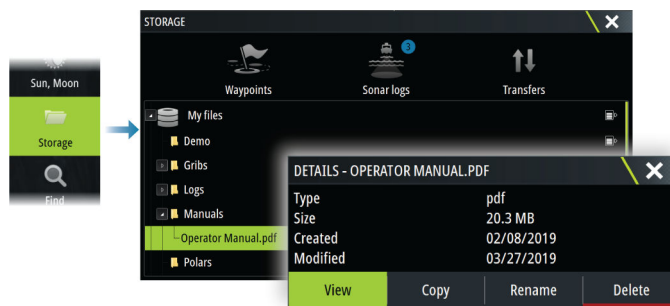 Sun, Moon
Storage
Find
STORAGE
3
Waypoints
Sonar logs
Transfers
My files
Demo
Gribs
Logs
Manuals
Operator Manual.pdf
Polars
DETAILS - OPERATOR MANUAL.PDF
Type pdf
Size 20.3 MB
Created 02/08/2019
Modified 03/27/2019
View Copy Rename Delete